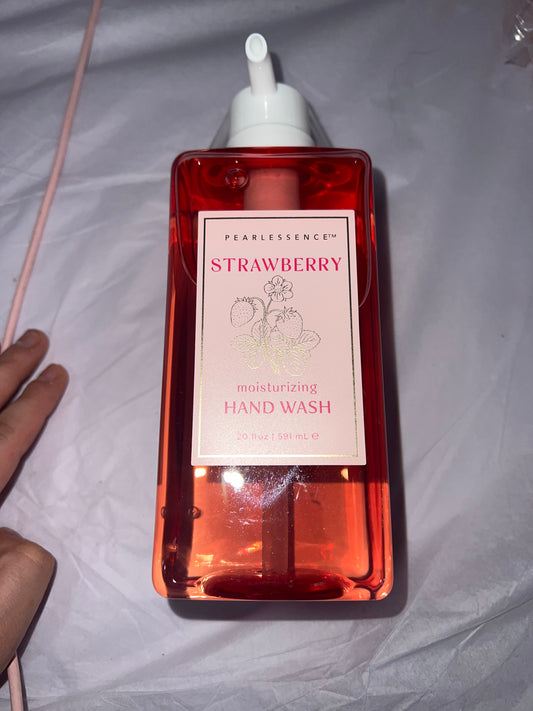 PEARLESSENCE™
STRAWBERRY
moisturizing
HAND WASH
20 fl oz | 591 mL ℮